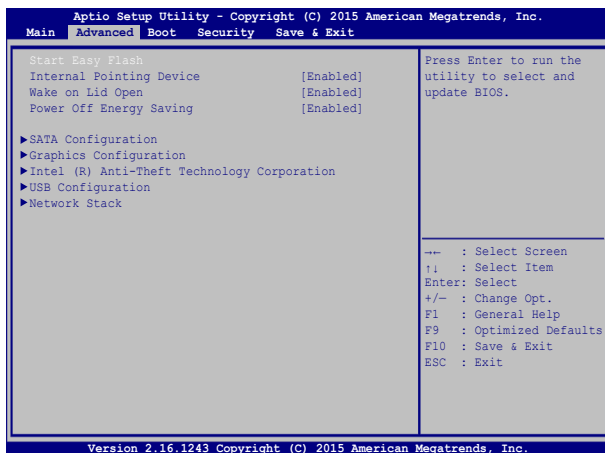 Aptio Setup Utility - Copyright (C) 2015 American Megatrends, Inc.
Main Advanced Boot Security Save & Exit
Start Easy Flash
Internal Pointing Device [Enabled]
Wake on Lid Open [Enabled]
Power Off Energy Saving [Enabled]
▶SATA Configuration
▶Graphics Configuration
▶Intel (R) Anti-Theft Technology Corporation
▶USB Configuration
▶Network Stack
Press Enter to run the
utility to select and
update BIOS.
→← : Select Screen
↑↓ : Select Item
Enter: Select
+/— : Change Opt.
F1 : General Help
F9 : Optimized Defaults
F10 : Save & Exit
ESC : Exit
Version 2.16.1243 Copyright (C) 2015 American Megatrends, Inc.